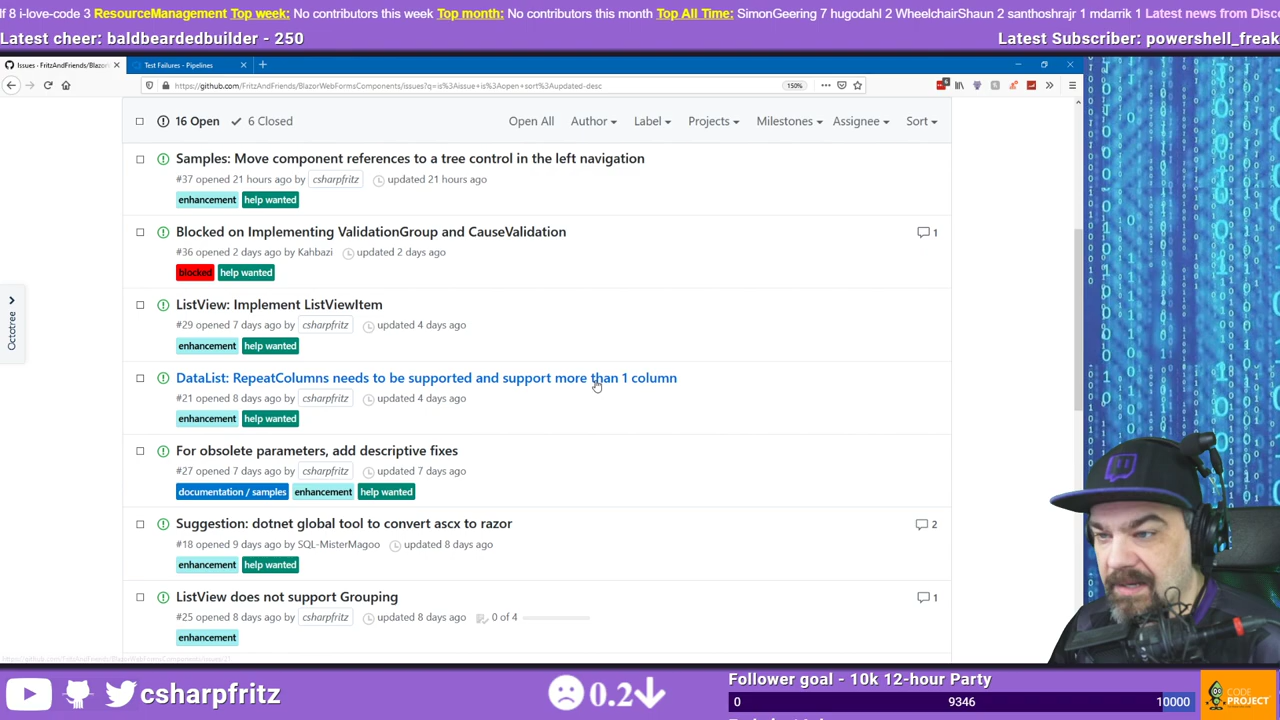 If 8 i-love-code 3 ResourceManagement Top week: No contributors this week Top month: No contributors this month Top All Time: SimonGeering 7 hugodahl 2 WheelchairShaun 2 santhoshrajr 1 mdarrik 1 Latest news from Disc
Latest cheer: baldbeardedbuilder - 250
Latest Subscriber: powershell_freak
Issues · FritzAndFriends/Blazor
Test Failures - Pipelines
https://github.com/FritzAndFriends/BlazorWebFormsComponents/issues?q=is%3Aissue+is%3Aopen+sort%3Aupdated-desc
150%
16 Open
6 Closed
Open All
Author
Label
Projects
Milestones
Assignee
Sort
Samples: Move component references to a tree control in the left navigation
#37 opened 21 hours ago by csharpfritz updated 21 hours ago
enhancement help wanted
Blocked on Implementing ValidationGroup and CauseValidation
1
#36 opened 2 days ago by Kahbazi updated 2 days ago
blocked help wanted
ListView: Implement ListViewItem
#29 opened 7 days ago by csharpfritz updated 4 days ago
enhancement help wanted
Octotree
DataList: RepeatColumns needs to be supported and support more than 1 column
#21 opened 8 days ago by csharpfritz updated 4 days ago
enhancement help wanted
For obsolete parameters, add descriptive fixes
#27 opened 7 days ago by csharpfritz updated 7 days ago
documentation / samples enhancement help wanted
Suggestion: dotnet global tool to convert ascx to razor
2
#18 opened 9 days ago by SQL-MisterMagoo updated 8 days ago
enhancement help wanted
ListView does not support Grouping
1
#25 opened 8 days ago by csharpfritz updated 8 days ago 0 of 4
enhancement
https://github.com/FritzAndFriends/BlazorWebFormsComponents/issues/21
csharpfritz
0.2
Follower goal - 10k 12-hour Party
0
9346
10000
CODE
PROJECT